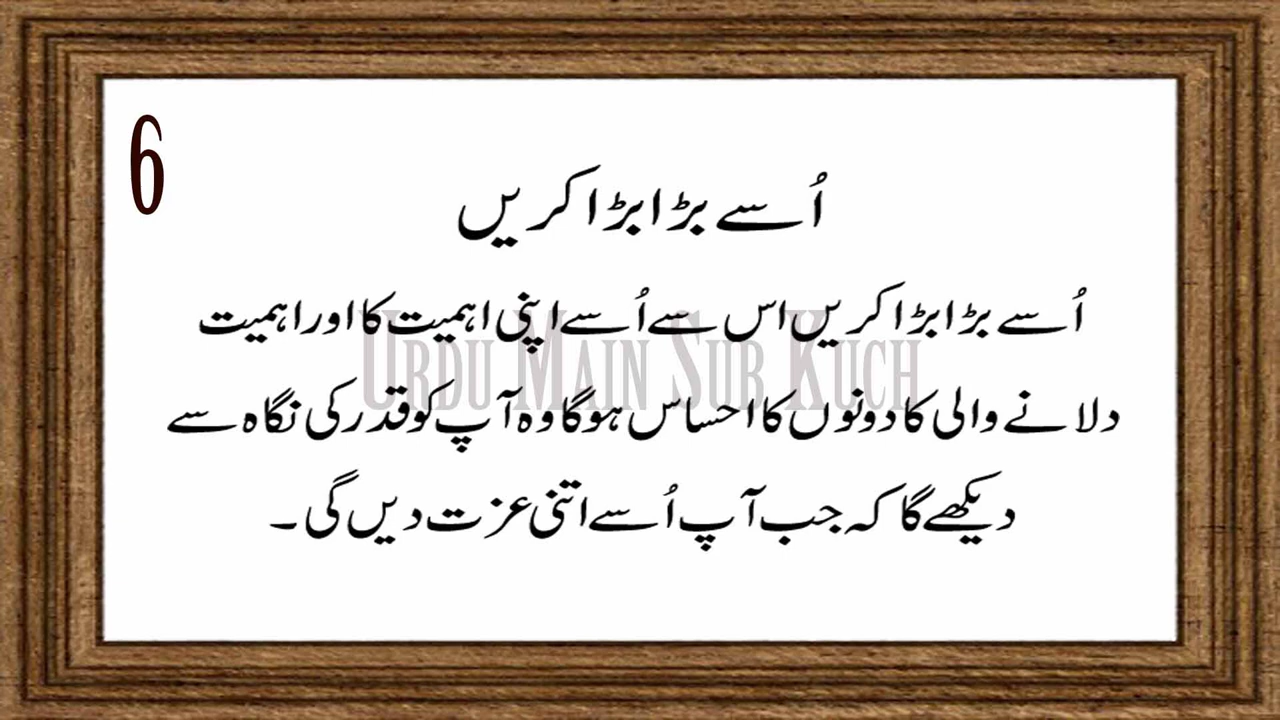 6
اُسے بڑا بڑا کریں
اُسے بڑا بڑا کریں اس سے اُسے اپنی اہمیت کا اور اہمیت
دلانے والی کا دونوں کا احساس ہوگا وہ آپ کو قدر کی نگاہ سے
دیکھے گا کہ جب آپ اُسے اتنی عزت دیں گی ۔
URDU MAIN SUB KUCH